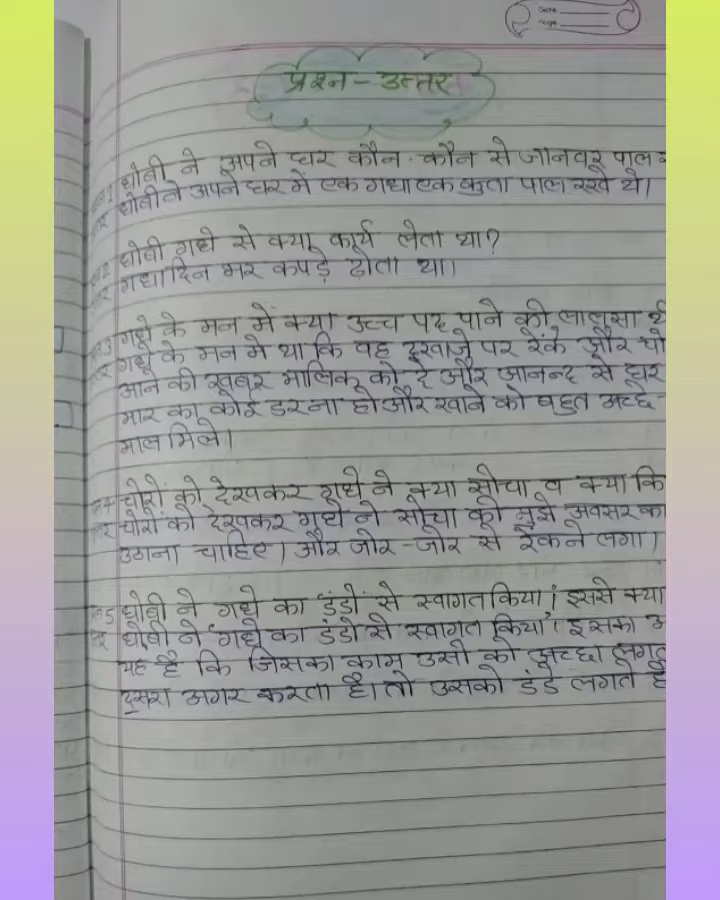 Date
Page
प्रश्न-उत्तर
धोबी ने अपने घर कौन-कौन से जानवर पाल
धोबी ने अपने घर में एक गधा एक कुता पाल रखे थे।
धोबी गधे से क्या कार्य लेता था?
गधा दिन भर कपड़े ढोता था।
गधे के मन में क्या उच्च पद पाने की लालसा थी
गधे के मन मे था कि वह दरवाजे पर रेंके और चो
आने की खबर मालिक को दे और आनन्द से घर
मार का कोई डर ना हो और खाने को बहुत अच्छे-
माल मिले।
चोरों को देखकर गधे ने क्या सोचा व क्या कि
चोरों को देखकर गधे ने सोचा की मुझे अवसर का
उठाना चाहिए। और जोर-जोर से रेंकने लगा।
धोबी ने गधे का डंडो से स्वागत किया, इससे क्या
धोबी ने गधे का डंडो से स्वागत किया। इसका अ
यह है कि जिसका काम उसी को अच्छा लगत
दुसरा अगर करता है। तो उसको डंडे लगते है